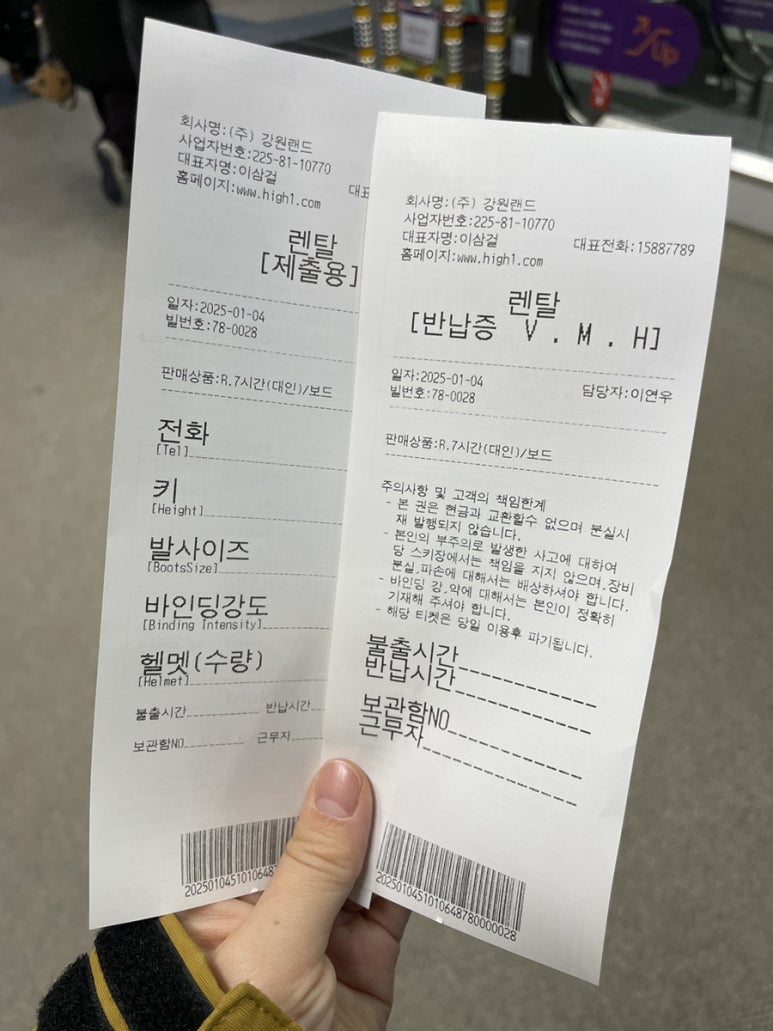 회사명:(주) 강원랜드
사업자번호:225-81-10770
대표자명:이삼걸
대표
홈페이지:www.high1.com
렌탈
[제출용]
일자:2025-01-04
빌번호:78-0028
판매상품:R.7시간(대인)/보드
전화
[Tel]
키
[Height]
발사이즈
[BootsSize]
바인딩강도
[Binding Intensity]
헬멧(수량)
[Helmet]
불출시간 반납시간
보관함NO 근무자
20250104510106487
회사명:(주) 강원랜드
사업자번호:225-81-10770
대표자명:이삼걸 대표전화:15887789
홈페이지:www.high1.com
렌탈
[반납증 V . M . H]
일자:2025-01-04 담당자:이연우
빌번호:78-0028
판매상품:R.7시간(대인)/보드
주의사항 및 고객의 책임한계
- 본 권은 현금과 교환할수 없으며 분실시
재 발행되지 않습니다.
- 본인의 부주의로 발생한 사고에 대하여
당 스키장에서는 책임을 지지 않으며,장비
분실,파손에 대해서는 배상하셔야 합니다.
- 바인딩 강,약에 대해서는 본인이 정확히
기재해 주셔야 합니다.
- 해당 티켓은 당일 이용후 파기됩니다.
불출시간
반납시간
보관함NO
근무자
2025010451010648780000028
Up